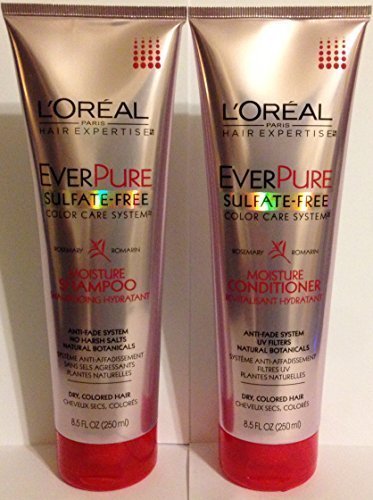 L'ORÉAL
PARIS
HAIR EXPERTISE
EVERPURE
SULFATE-FREE
COLOR CARE SYSTEM
ROSEMARY ROMARIN
MOISTURE
SHAMPOO
HYDRATANT
ANTI-FADE SYSTEM
NO HARSH SALTS
NATURAL BOTANICALS
SYSTÈME ANTI-AFFADISSEMENT
SANS SELS AGRESSANTS
PLANTES NATURELLES
DRY, COLORED HAIR
CHEVEUX SECS, COLORÉS
8.5 FL OZ (250 ml)
L'ORÉAL
PARIS
HAIR EXPERTISE
EVERPURE
SULFATE-FREE
COLOR CARE SYSTEM
ROSEMARY ROMARIN
MOISTURE
CONDITIONER
REVITALISANT HYDRATANT
ANTI-FADE SYSTEM
UV FILTERS
NATURAL BOTANICALS
SYSTÈME ANTI-AFFADISSEMENT
FILTRES UV
PLANTES NATURELLES
DRY, COLORED HAIR
CHEVEUX SECS, COLORÉS
8.5 FL OZ (250 ml)